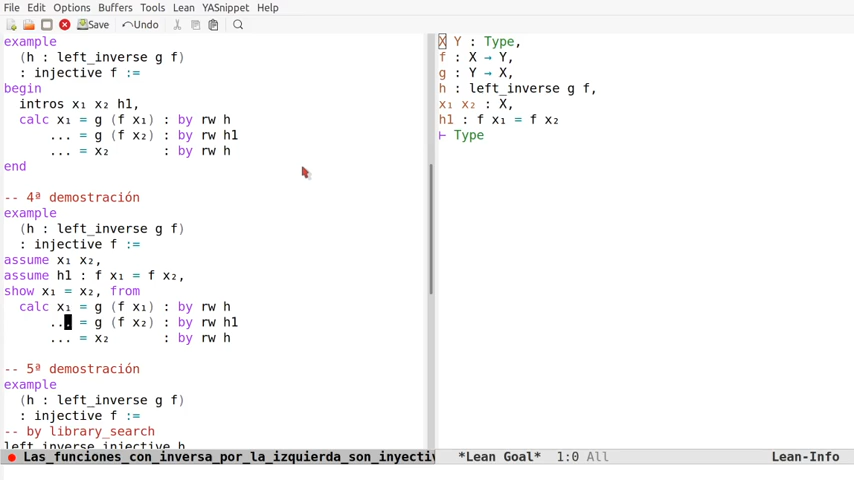 File Edit Options Buffers Tools Lean YASnippet Help
Save Undo
example
(h : left_inverse g f)
: injective f :=
begin
intros x₁ x₂ h1,
calc x₁ = g (f x₁) : by rw h
... = g (f x₂) : by rw h1
... = x₂ : by rw h
end
-- 4ª demostración
example
(h : left_inverse g f)
: injective f :=
assume x₁ x₂,
assume h1 : f x₁ = f x₂,
show x₁ = x₂, from
calc x₁ = g (f x₁) : by rw h
... = g (f x₂) : by rw h1
... = x₂ : by rw h
-- 5ª demostración
example
(h : left_inverse g f)
: injective f :=
-- by library_search
left_inverse.injective h
Las_funciones_con_inversa_por_la_izquierda_son_inyectiv
X Y : Type,
f : X → Y,
g : Y → X,
h : left_inverse g f,
x₁ x₂ : X,
h1 : f x₁ = f x₂
⊢ Type
*Lean Goal* 1:0 All Lean-Info